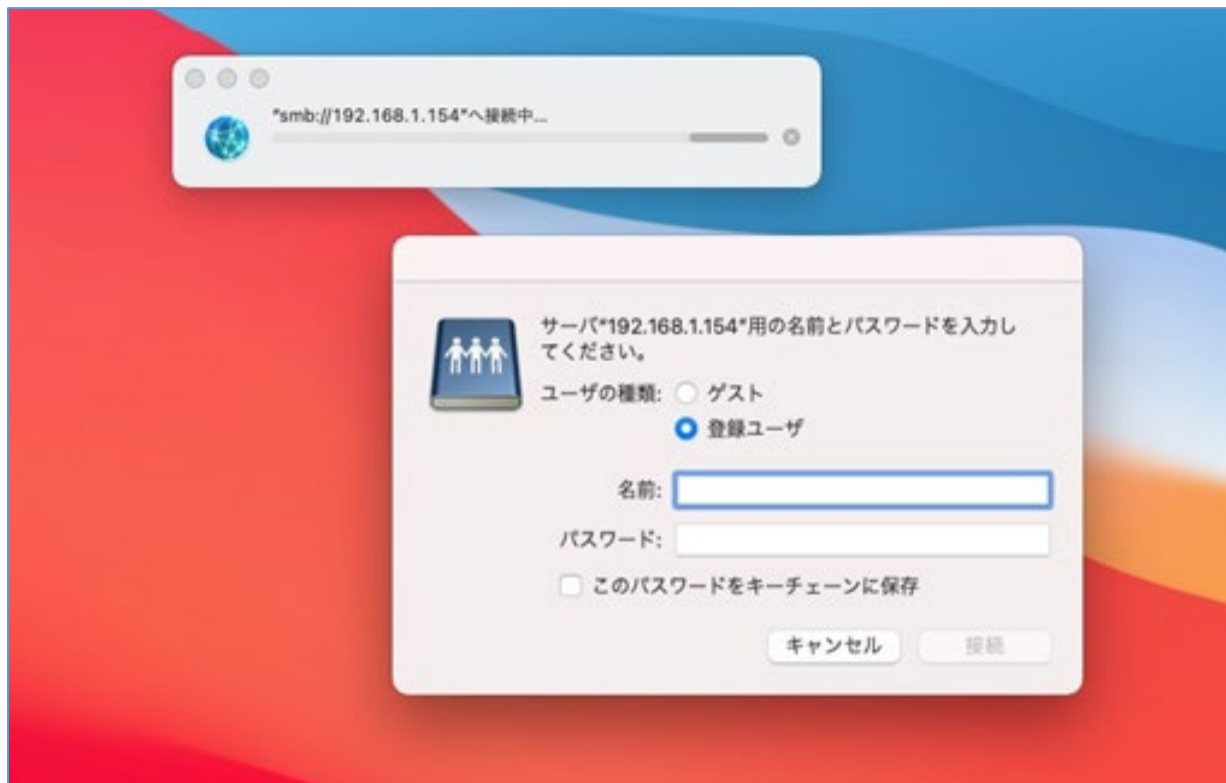 "smb://192.168.1.154"へ接続中...
サーバ"192.168.1.154"用の名前とパスワードを入力し
てください。
ユーザの種類: ゲスト
登録ユーザ
名前:
パスワード:
このパスワードをキーチェーンに保存
キャンセル 接続